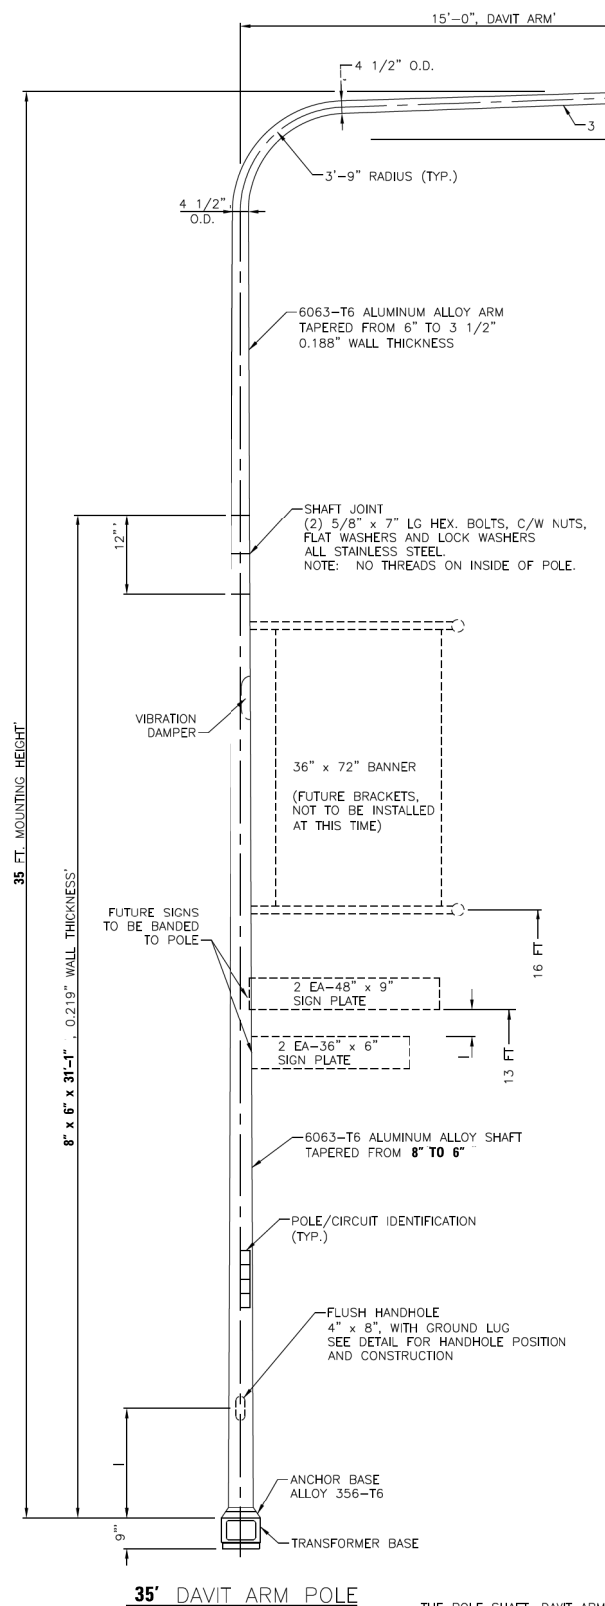 15'-0", DAVIT ARM'
4 1/2" O.D.
3
3'-9" RADIUS (TYP.)
4 1/2"
O.D.
6063-T6 ALUMINUM ALLOY ARM
TAPERED FROM 6" TO 3 1/2"
0.188" WALL THICKNESS
SHAFT JOINT
(2) 5/8" x 7" LG HEX. BOLTS, C/W NUTS,
FLAT WASHERS AND LOCK WASHERS
ALL STAINLESS STEEL.
NOTE: NO THREADS ON INSIDE OF POLE.
12"'
VIBRATION
DAMPER
36" x 72" BANNER
(FUTURE BRACKETS,
NOT TO BE INSTALLED
AT THIS TIME)
35 FT. MOUNTING HEIGHT'
8" x 6" x 31'-1" , 0.219" WALL THICKNESS'
FUTURE SIGNS
TO BE BANDED
TO POLE
16 FT
2 EA-48" x 9"
SIGN PLATE
2 EA-36" x 6"
SIGN PLATE
1
13 FT
6063-T6 ALUMINUM ALLOY SHAFT
TAPERED FROM 8" TO 6"
POLE/CIRCUIT IDENTIFICATION
(TYP.)
FLUSH HANDHOLE
4" x 8", WITH GROUND LUG
SEE DETAIL FOR HANDHOLE POSITION
AND CONSTRUCTION
1
ANCHOR BASE
ALLOY 356-T6
9"'
TRANSFORMER BASE
35' DAVIT ARM POLE
THE POLE SHAFT, DAVIT ARM